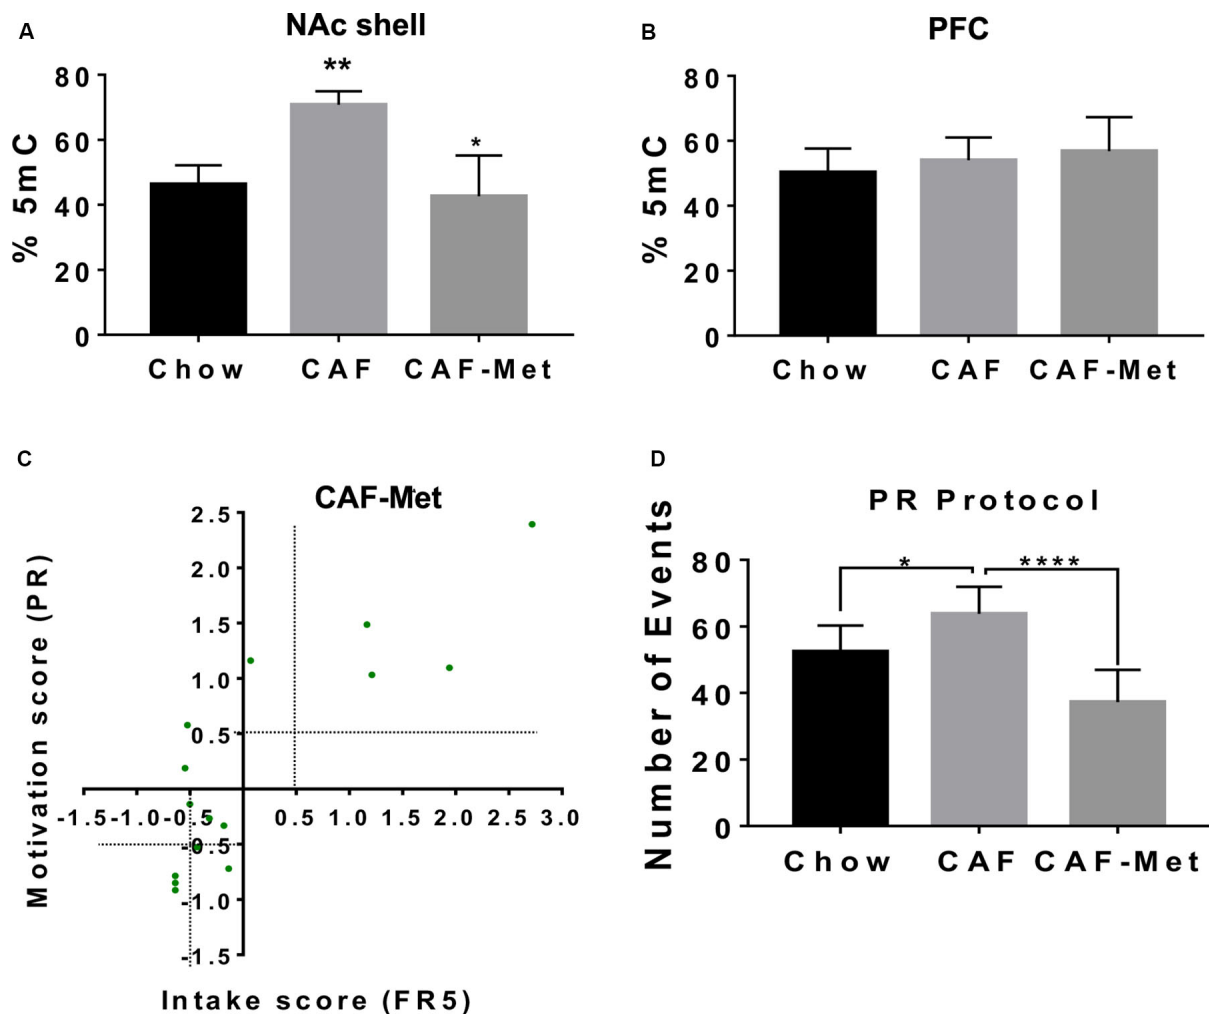 A
NAc shell
**
*
80
60
40
20
0
% 5mC
Chow CAF CAF-Met
B
PFC
80
60
40
20
0
% 5mC
Chow CAF CAF-Met
C
CAF-Met
2.5
2.0
1.5
1.0
0.5
-1.5 -1.0 -0.5 0.5 1.0 1.5 2.0 2.5 3.0
-0.5
-1.0
-1.5
Motivation score (PR)
Intake score (FR5)
D
PR Protocol
* ****
80
60
40
20
0
Number of Events
Chow CAF CAF-Met